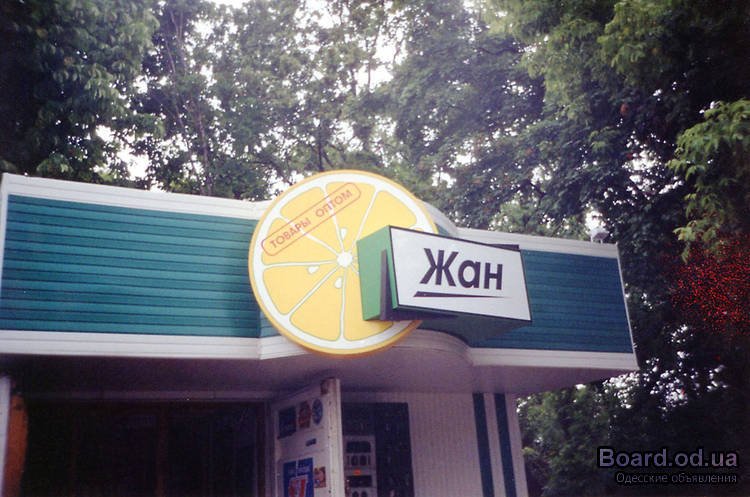 ТОВАРЫ ОПТОМ
Жан
Board.od.ua
Одесские объявления